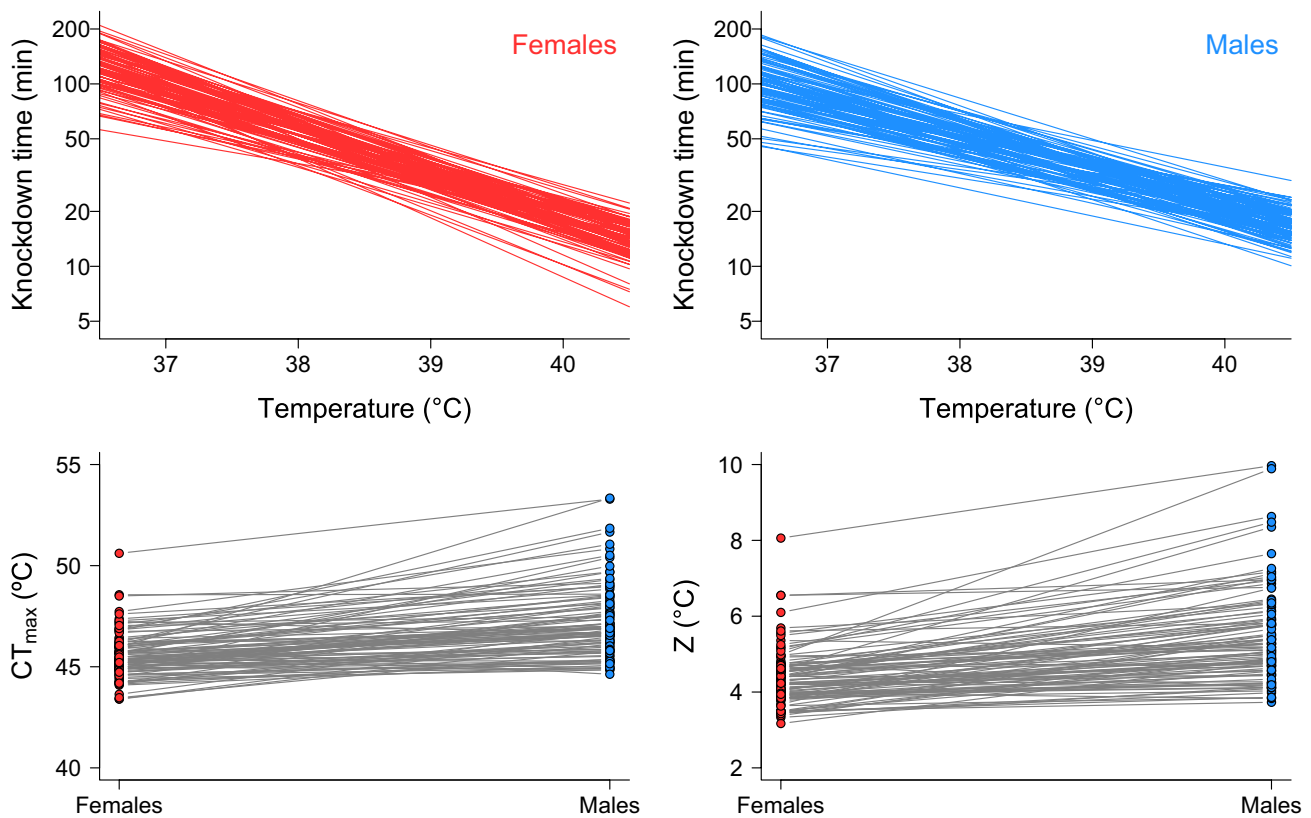 Females
Knockdown time (min)
200
100
50
20
10
5
37 38 39 40
Temperature (°C)
Males
Knockdown time (min)
200
100
50
20
10
5
37 38 39 40
Temperature (°C)
CTmax (ºC)
55
50
45
40
Females Males
Z (°C)
10
8
6
4
2
Females Males